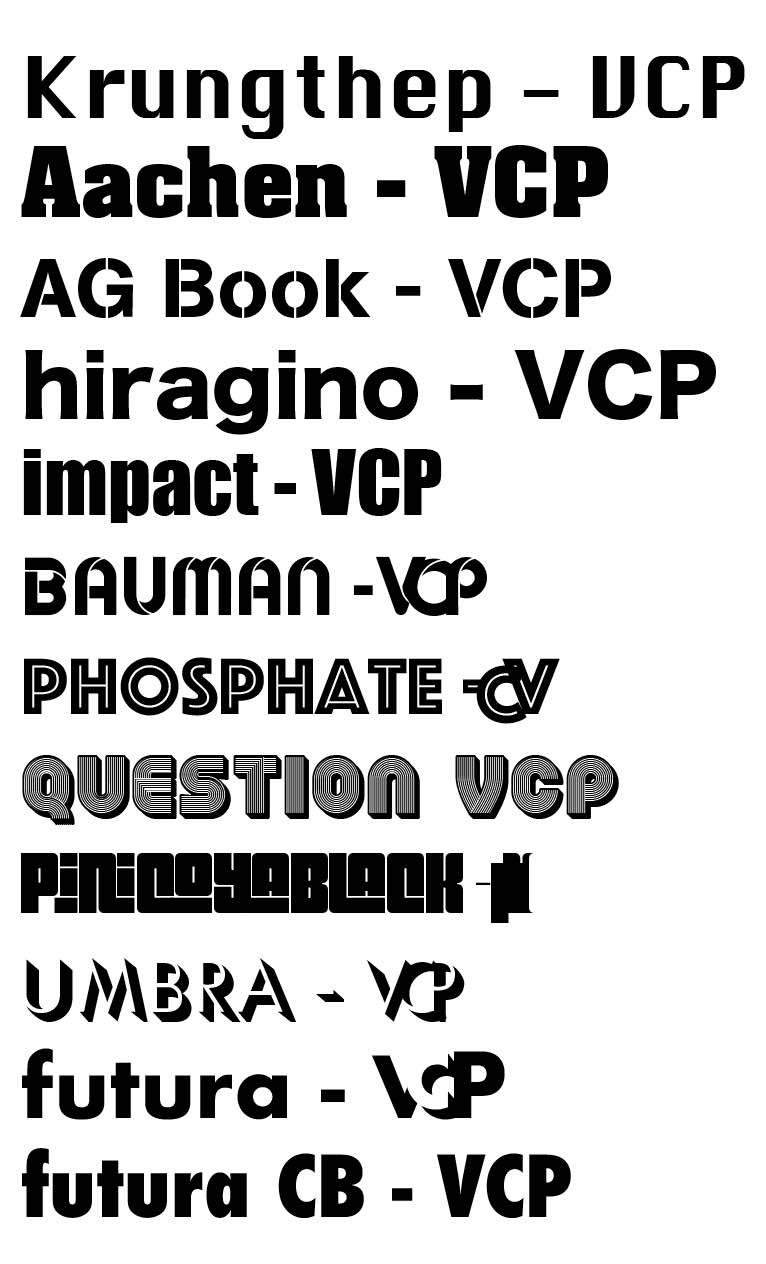 Krungthep – VCP
Aachen - VCP
AG Book - VCP
hiragino - VCP
impact - VCP
BAUMAN -VCP
PHOSPHATE -CV
QUESTION VCP
PiNiCOyABLACK -
UMBRA - VCP
futura - VCP
futura CB - VCP